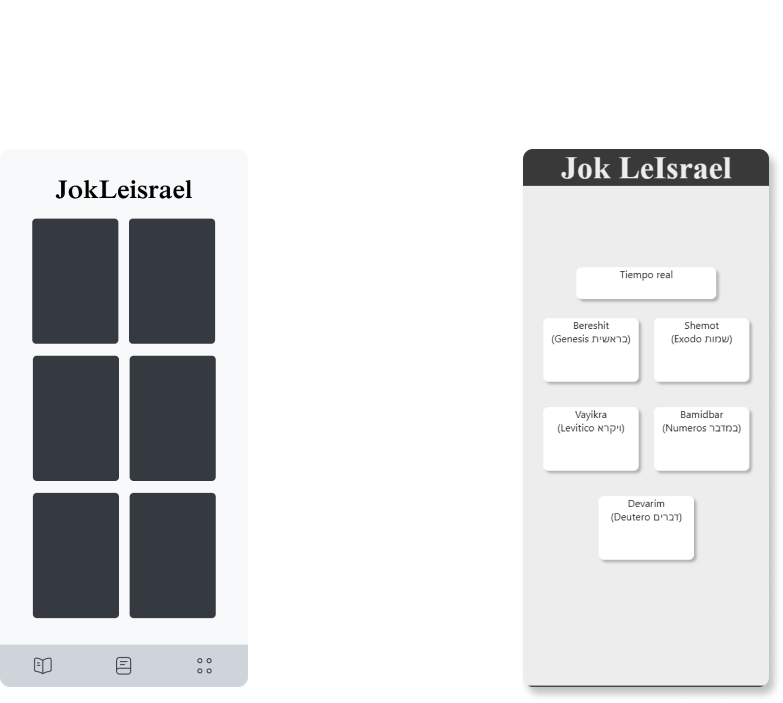 JokLeisrael
Jok LeIsrael
Tiempo real
Bereshit
(Genesis בראשית)
Shemot
(Exodo שמות)
Vayikra
(Levitico ויקרא)
Bamidbar
(Numeros במדבר)
Devarim
(Deutero דברים)